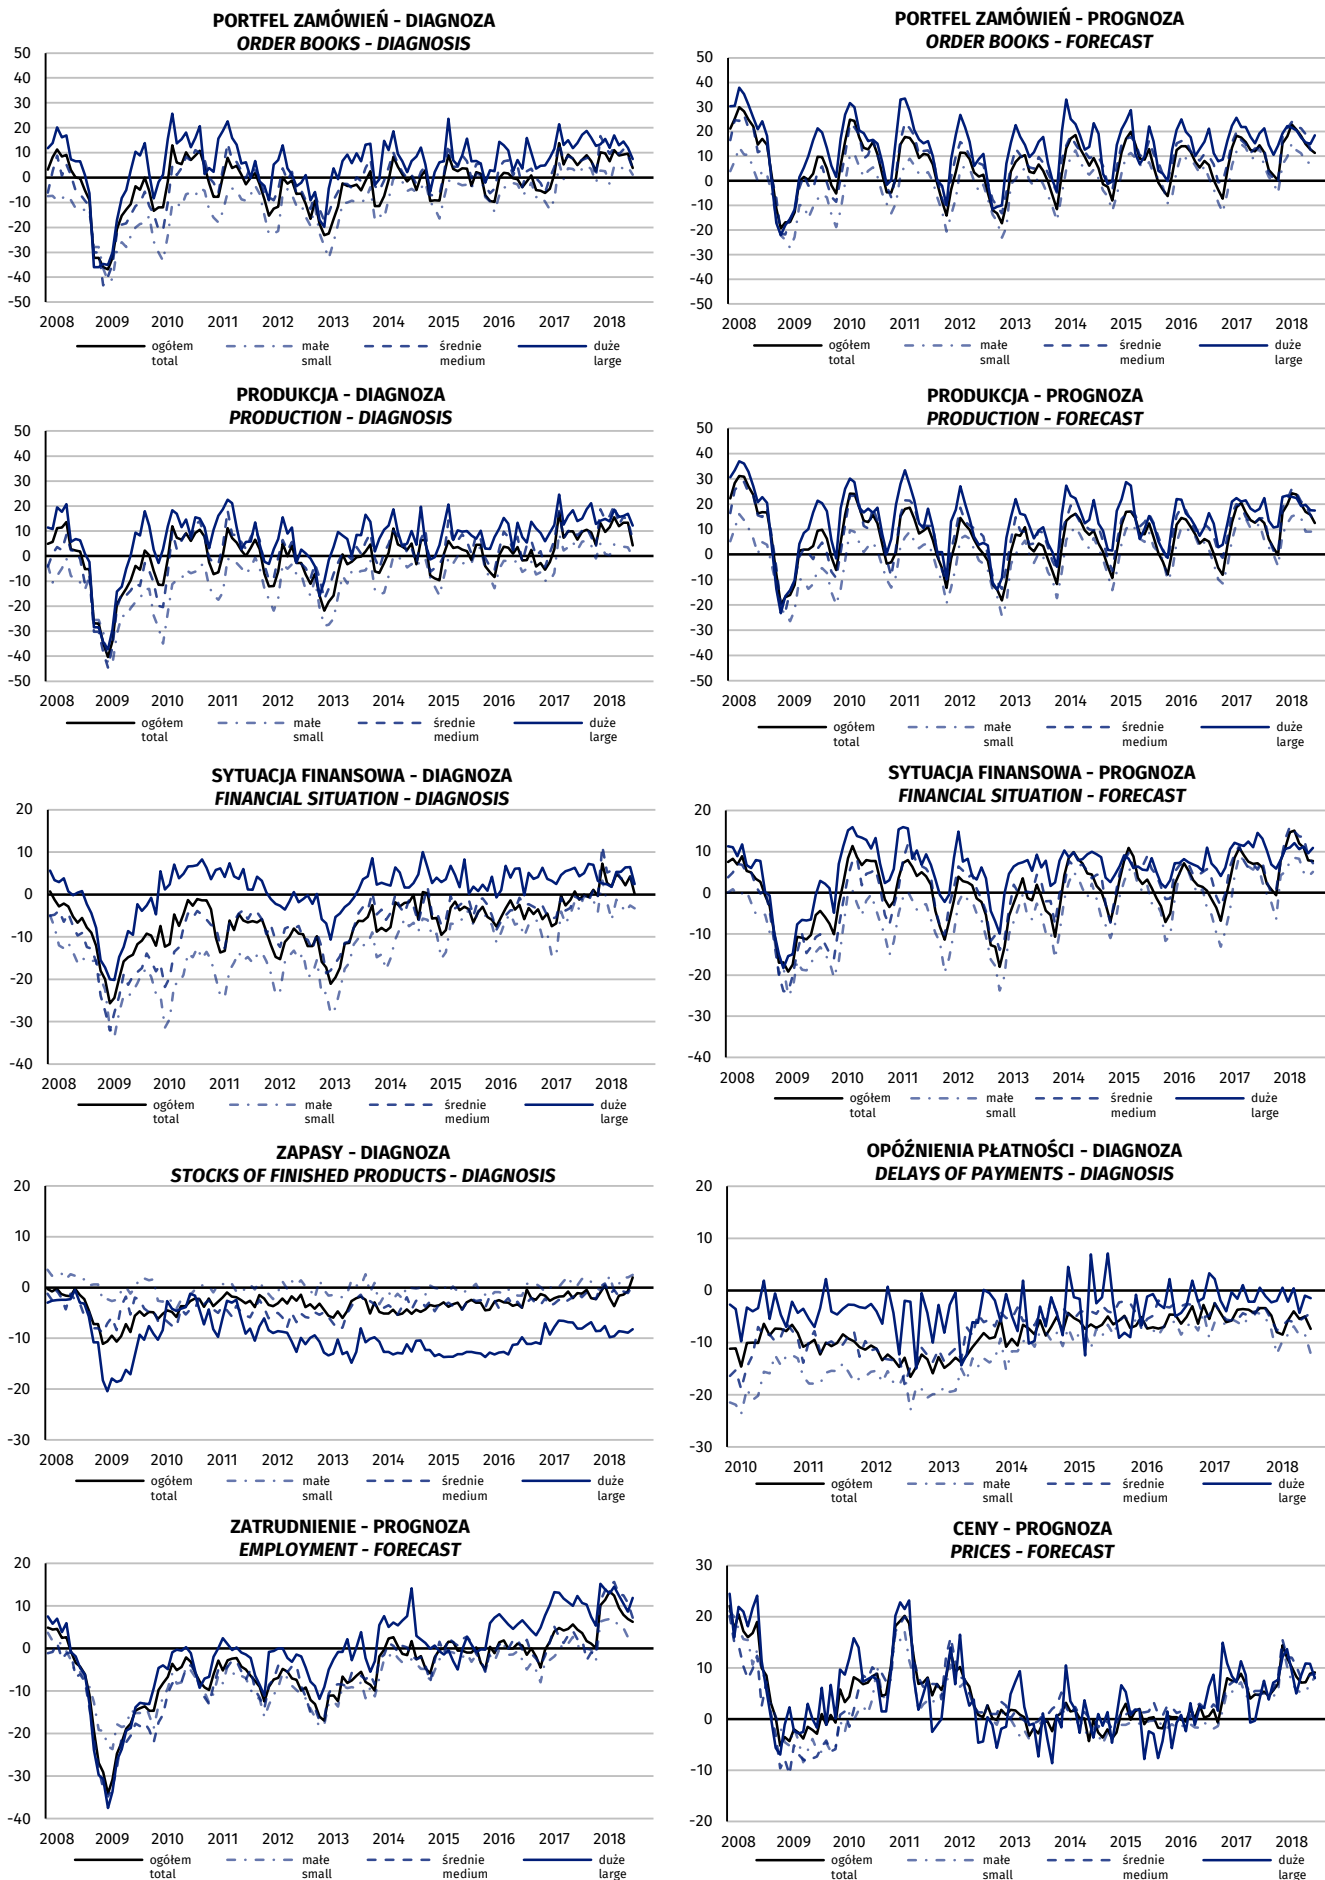 PORTFEL ZAMÓWIEŃ - DIAGNOZA
ORDER BOOKS - DIAGNOSIS
50
40
30
20
10
0
-10
-20
-30
-40
-50
2008 2009 2010 2011 2012 2013 2014 2015 2016 2017 2018
ogółem małe średnie duże
total small medium large
PORTFEL ZAMÓWIEŃ - PROGNOZA
ORDER BOOKS - FORECAST
50
40
30
20
10
0
-10
-20
-30
-40
-50
2008 2009 2010 2011 2012 2013 2014 2015 2016 2017 2018
ogółem małe średnie duże
total small medium large
PRODUKCJA - DIAGNOZA
PRODUCTION - DIAGNOSIS
50
40
30
20
10
0
-10
-20
-30
-40
-50
2008 2009 2010 2011 2012 2013 2014 2015 2016 2017 2018
ogółem małe średnie duże
total small medium large
PRODUKCJA - PROGNOZA
PRODUCTION - FORECAST
50
40
30
20
10
0
-10
-20
-30
-40
-50
2008 2009 2010 2011 2012 2013 2014 2015 2016 2017 2018
ogółem małe średnie duże
total small medium large
SYTUACJA FINANSOWA - DIAGNOZA
FINANCIAL SITUATION - DIAGNOSIS
20
10
0
-10
-20
-30
-40
2008 2009 2010 2011 2012 2013 2014 2015 2016 2017 2018
ogółem małe średnie duże
total small medium large
SYTUACJA FINANSOWA - PROGNOZA
FINANCIAL SITUATION - FORECAST
20
10
0
-10
-20
-30
-40
2008 2009 2010 2011 2012 2013 2014 2015 2016 2017 2018
ogółem małe średnie duże
total small medium large
ZAPASY - DIAGNOZA
STOCKS OF FINISHED PRODUCTS - DIAGNOSIS
20
10
0
-10
-20
-30
2008 2009 2010 2011 2012 2013 2014 2015 2016 2017 2018
ogółem małe średnie duże
total small medium large
OPÓŹNIENIA PŁATNOŚCI - DIAGNOZA
DELAYS OF PAYMENTS - DIAGNOSIS
20
10
0
-10
-20
-30
2010 2011 2012 2013 2014 2015 2016 2017 2018
ogółem małe średnie duże
total small medium large
ZATRUDNIENIE - PROGNOZA
EMPLOYMENT - FORECAST
20
10
0
-10
-20
-30
-40
2008 2009 2010 2011 2012 2013 2014 2015 2016 2017 2018
ogółem małe średnie duże
total small medium large
CENY - PROGNOZA
PRICES - FORECAST
30
20
10
0
-10
-20
2008 2009 2010 2011 2012 2013 2014 2015 2016 2017 2018
ogółem małe średnie duże
total small medium large